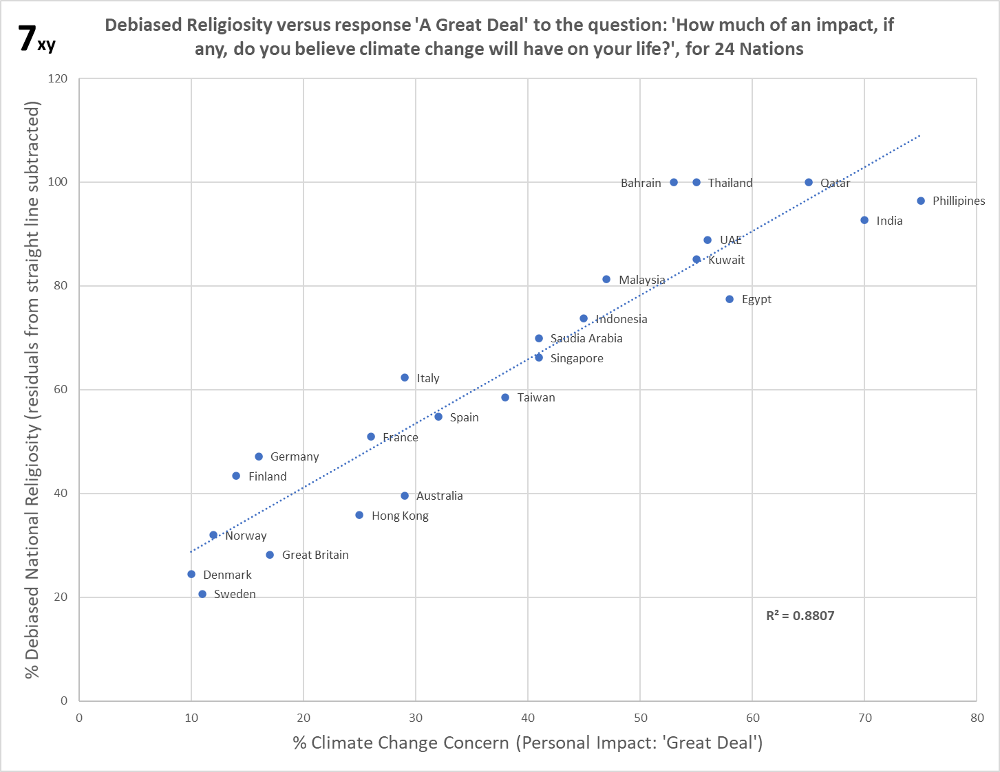 7xy
Debiased Religiosity versus response 'A Great Deal' to the question: 'How much of an impact, if
any, do you believe climate change will have on your life?', for 24 Nations
% Debiased National Religiosity (residuals from straight line subtracted)
120
100
80
60
40
20
0
Bahrain
Thailand
Qatar
Phillipines
India
UAE
Kuwait
Malaysia
Egypt
Indonesia
Saudia Arabia
Singapore
Italy
Taiwan
Spain
France
Germany
Finland
Australia
Hong Kong
Norway
Great Britain
Denmark
Sweden
R² = 0.8807
0 10 20 30 40 50 60 70 80
% Climate Change Concern (Personal Impact: 'Great Deal')